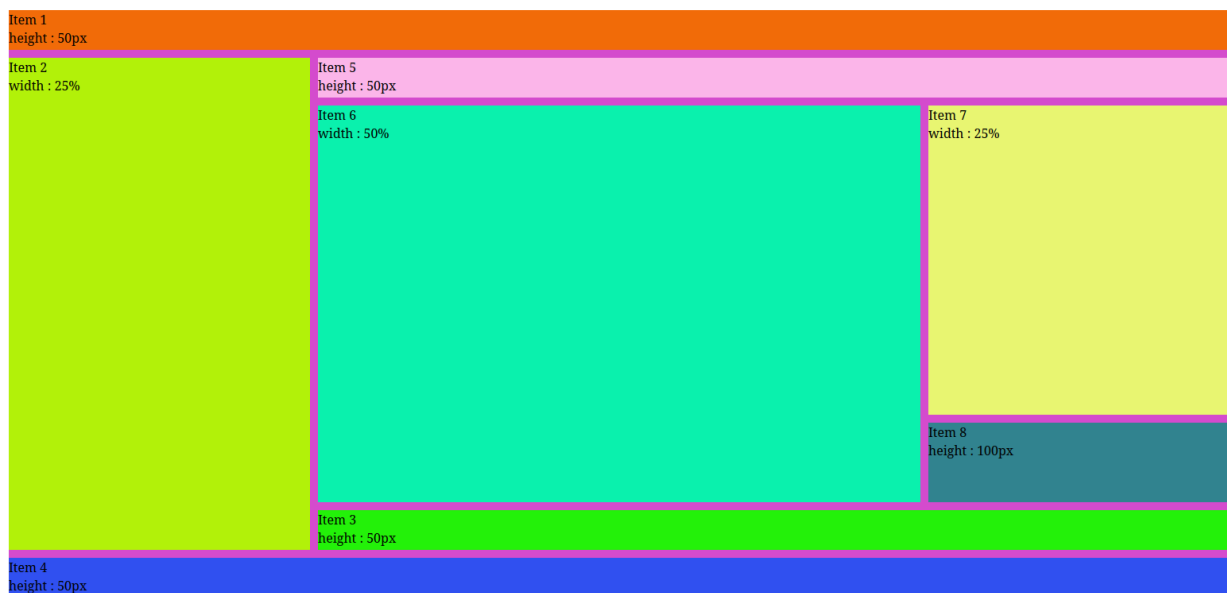 Item 1
height : 50px
Item 2
width : 25%
Item 5
height : 50px
Item 6
width : 50%
Item 7
width : 25%
Item 8
height : 100px
Item 3
height : 50px
Item 4
height : 50px